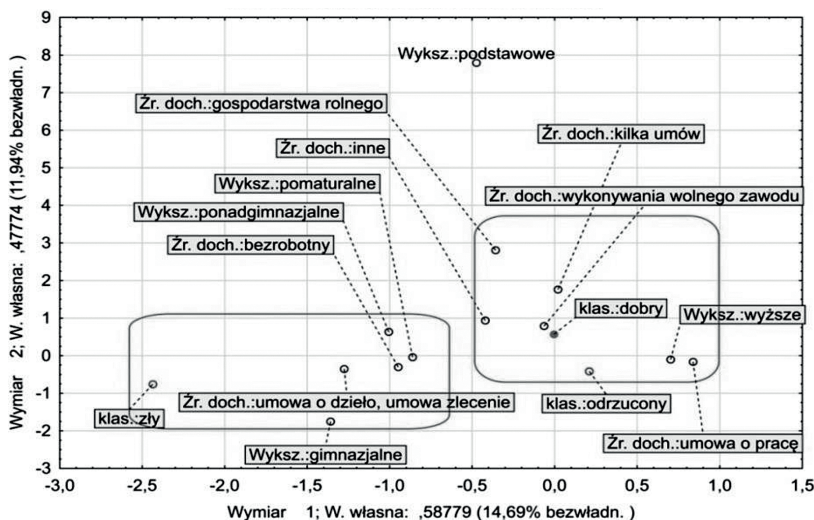 9
8
7
6
5
4
3
2
1
0
-1
-2
-3
Wymiar 2; W. własna: ,47774 (11,94% bezwładn. )
Wyksz.:podstawowe
Źr. doch.:gospodarstwa rolnego
Źr. doch.:kilka umów
Źr. doch.:inne
Wyksz.:pomaturalne
Źr. doch.:wykonywania wolnego zawodu
Wyksz.:ponadgimnazjalne
Źr. doch.:bezrobotny
klas.:dobry
Wyksz.:wyższe
Źr. doch.:umowa o dzieło, umowa zlecenie
klas.:odrzucony
klas.:zły
Źr. doch.:umowa o pracę
Wyksz.:gimnazjalne
-3,0 -2,5 -2,0 -1,5 -1,0 -0,5 0,0 0,5 1,0 1,5
Wymiar 1; W. własna: ,58779 (14,69% bezwładn. )